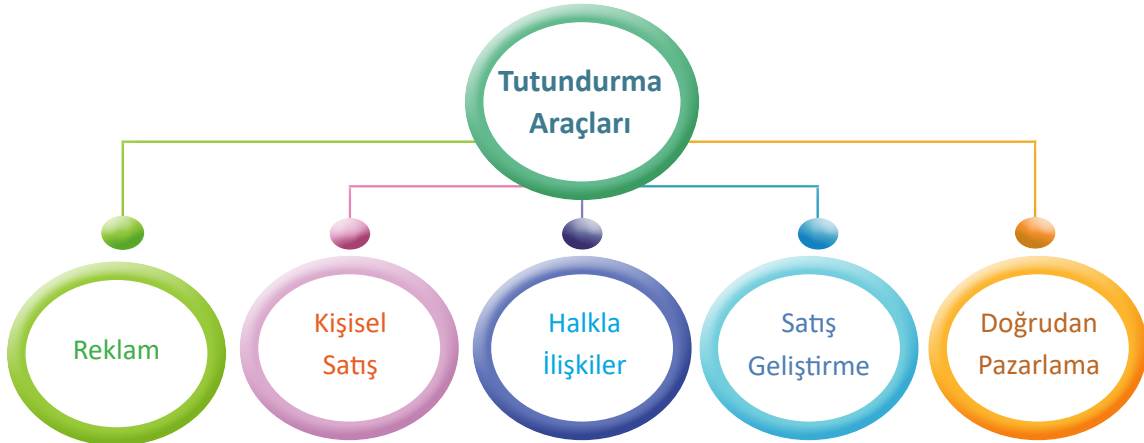 Tutundurma
Araçları
Reklam
Kişisel
Satış
Halkla
İlişkiler
Satış
Geliştirme
Doğrudan
Pazarlama